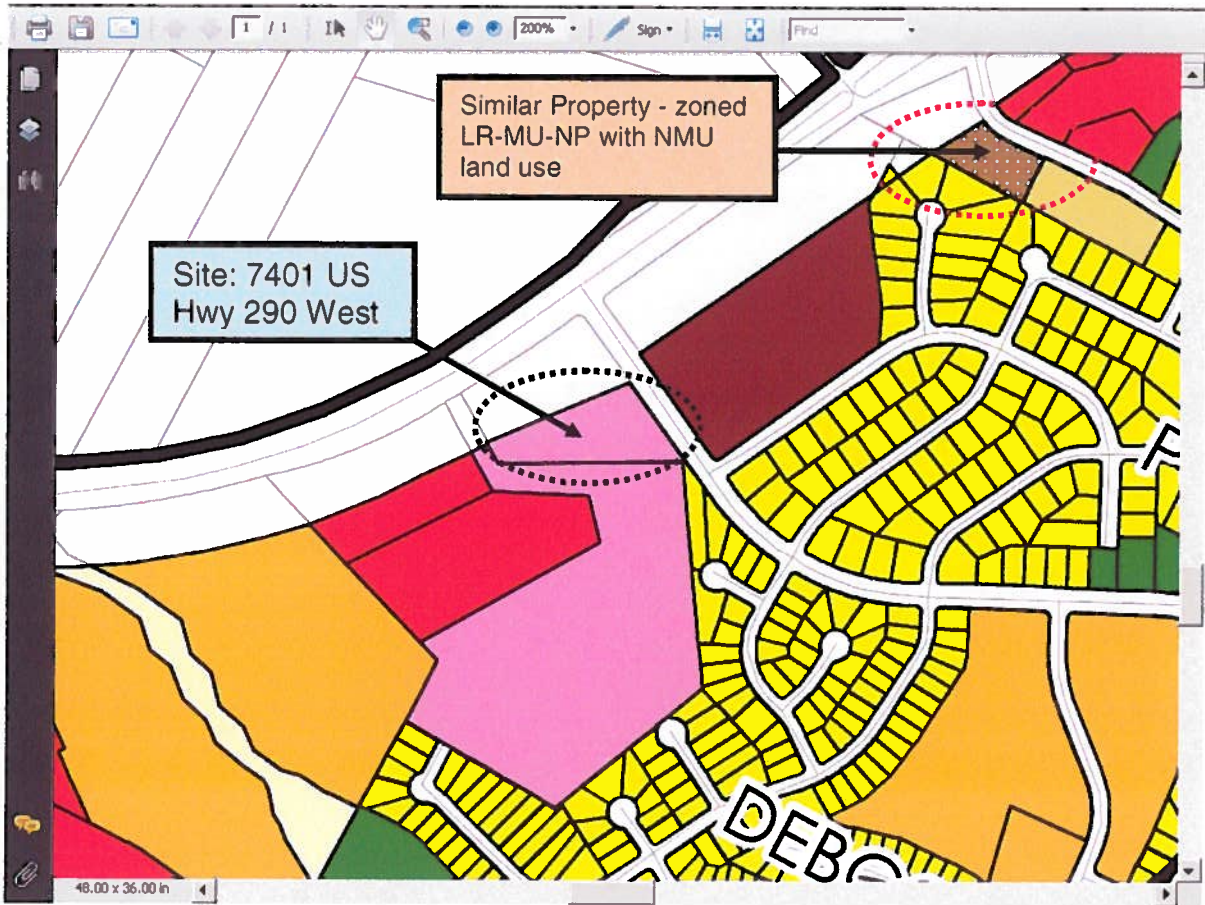 1 / 1
200%
Sign
Find
Similar Property - zoned
LR-MU-NP with NMU
land use
Site: 7401 US
Hwy 290 West
P
DEBO
48.00 x 36.00 in